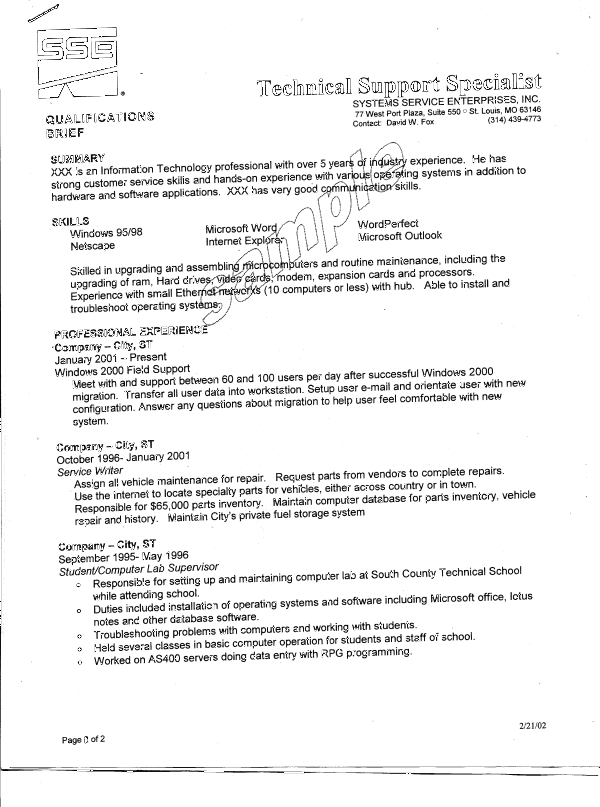 SSE
Technical Support Specialist
SYSTEMS SERVICE ENTERPRISES, INC.
77 West Port Plaza, Suite 550 ○ St. Louis, MO 63146
Contact: David W. Fox (314) 439-4773
QUALIFICATIONS
BRIEF
SUMMARY
XXX is an Information Technology professional with over 5 years of industry experience. He has
strong customer service skills and hands-on experience with various operating systems in addition to
hardware and software applications. XXX has very good communication skills.
Sample
SKILLS
Windows 95/98 Microsoft Word WordPerfect
Netscape Internet Explorer Microsoft Outlook
Skilled in upgrading and assembling microcomputers and routine maintenance, including the
upgrading of ram, Hard drives, video cards, modem, expansion cards and processors.
Experience with small Ethernet networks (10 computers or less) with hub. Able to install and
troubleshoot operating systems.
PROFESSIONAL EXPERIENCE
Company – City, ST
January 2001 – Present
Windows 2000 Field Support
Meet with and support between 60 and 100 users per day after successful Windows 2000
migration. Transfer all user data into workstation. Setup user e-mail and orientate user with new
configuration. Answer any questions about migration to help user feel comfortable with new
system.
Company – City, ST
October 1996- January 2001
Service Writer
Assign all vehicle maintenance for repair. Request parts from vendors to complete repairs.
Use the internet to locate specialty parts for vehicles, either across country or in town.
Responsible for $65,000 parts inventory. Maintain computer database for parts inventory, vehicle
repair and history. Maintain City's private fuel storage system
Company – City, ST
September 1995- May 1996
Student/Computer Lab Supervisor
○ Responsible for setting up and maintaining computer lab at South County Technical School
while attending school.
○ Duties included installation of operating systems and software including Microsoft office, lotus
notes and other database software.
○ Troubleshooting problems with computers and working with students.
○ Held several classes in basic computer operation for students and staff of school.
○ Worked on AS400 servers doing data entry with RPG programming.
2/21/02
Page of 2